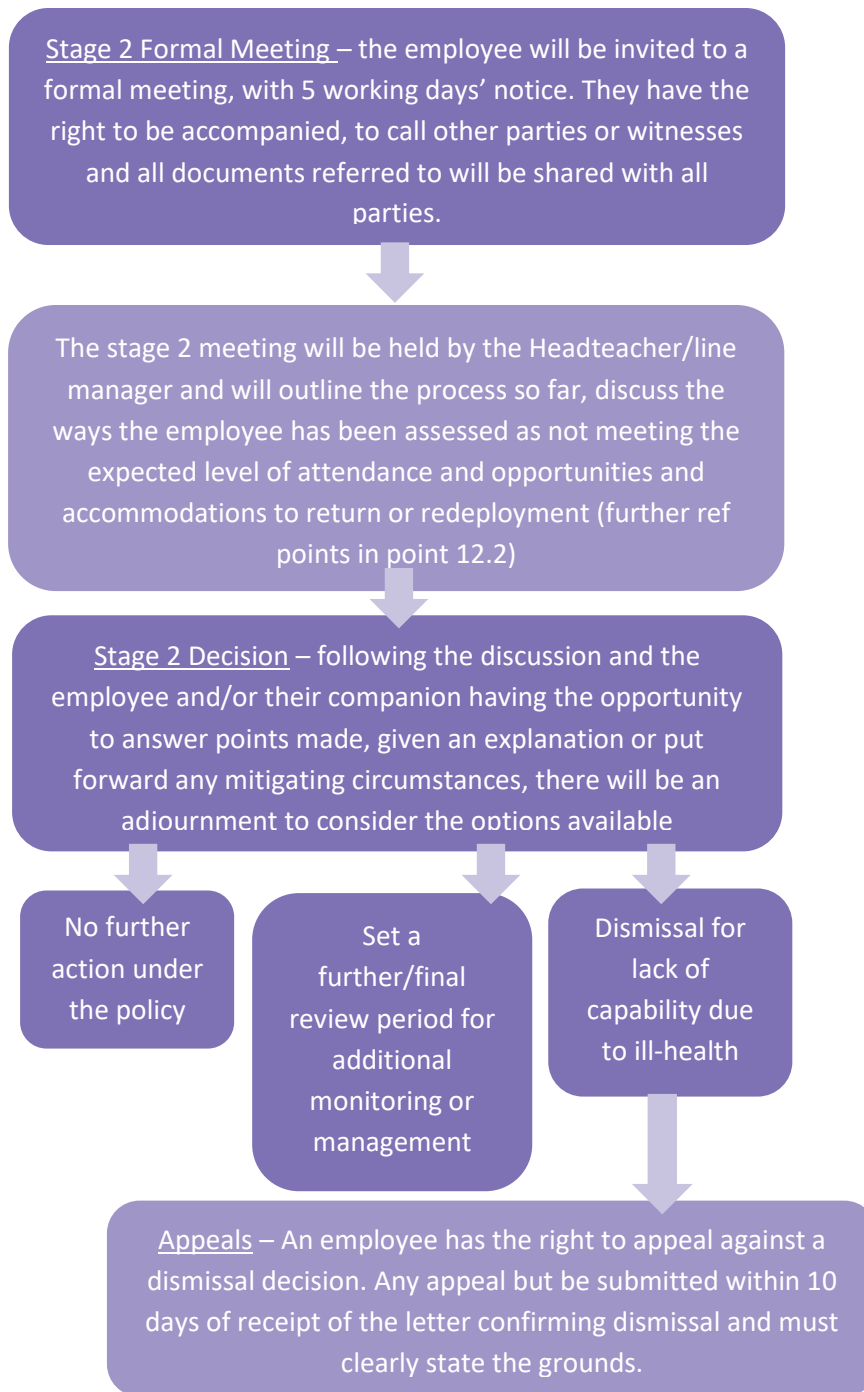 Stage 2 Formal Meeting – the employee will be invited to a
formal meeting, with 5 working days’ notice. They have the
right to be accompanied, to call other parties or witnesses
and all documents referred to will be shared with all
parties.
The stage 2 meeting will be held by the Headteacher/line
manager and will outline the process so far, discuss the
ways the employee has been assessed as not meeting the
expected level of attendance and opportunities and
accommodations to return or redeployment (further ref
points in point 12.2)
Stage 2 Decision – following the discussion and the
employee and/or their companion having the opportunity
to answer points made, given an explanation or put
forward any mitigating circumstances, there will be an
adjournment to consider the options available
No further
action under
the policy
Set a
further/final
review period for
additional
monitoring or
management
Dismissal for
lack of
capability due
to ill-health
Appeals – An employee has the right to appeal against a
dismissal decision. Any appeal but be submitted within 10
days of receipt of the letter confirming dismissal and must
clearly state the grounds.